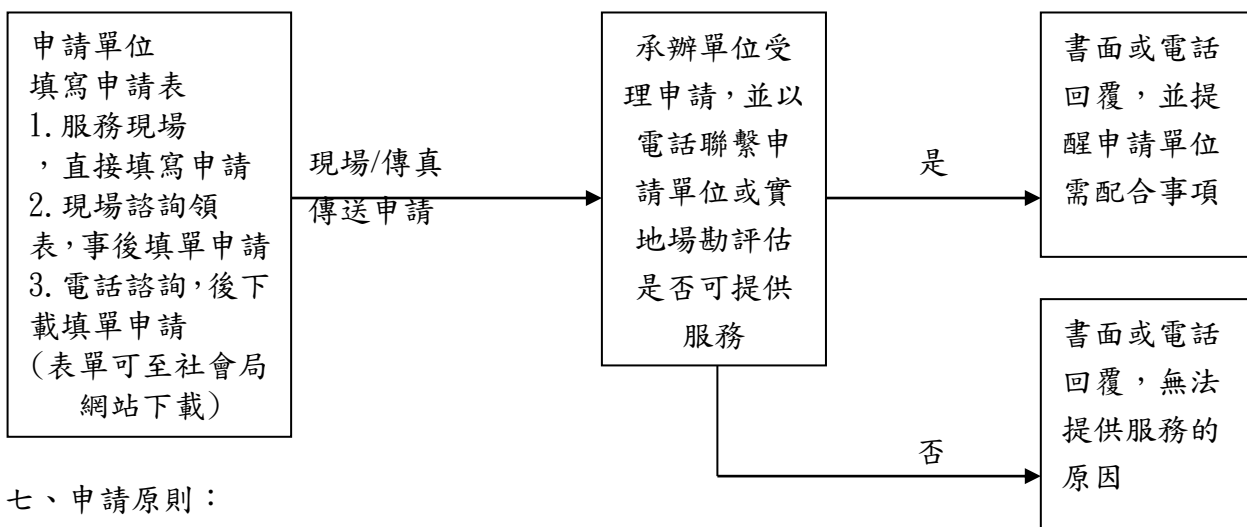 申請單位
填寫申請表
1.服務現場
，直接填寫申請
2.現場諮詢領
表，事後填單申請
3.電話諮詢，後下
載填單申請
(表單可至社會局
網站下載)
現場/傳真
傳送申請
承辦單位受
理申請，並以
電話聯繫申
請單位或實
地場勘評估
是否可提供
服務
是
書面或電話
回覆，並提
醒申請單位
需配合事項
否
書面或電話
回覆，無法
提供服務的
原因
七、申請原則：